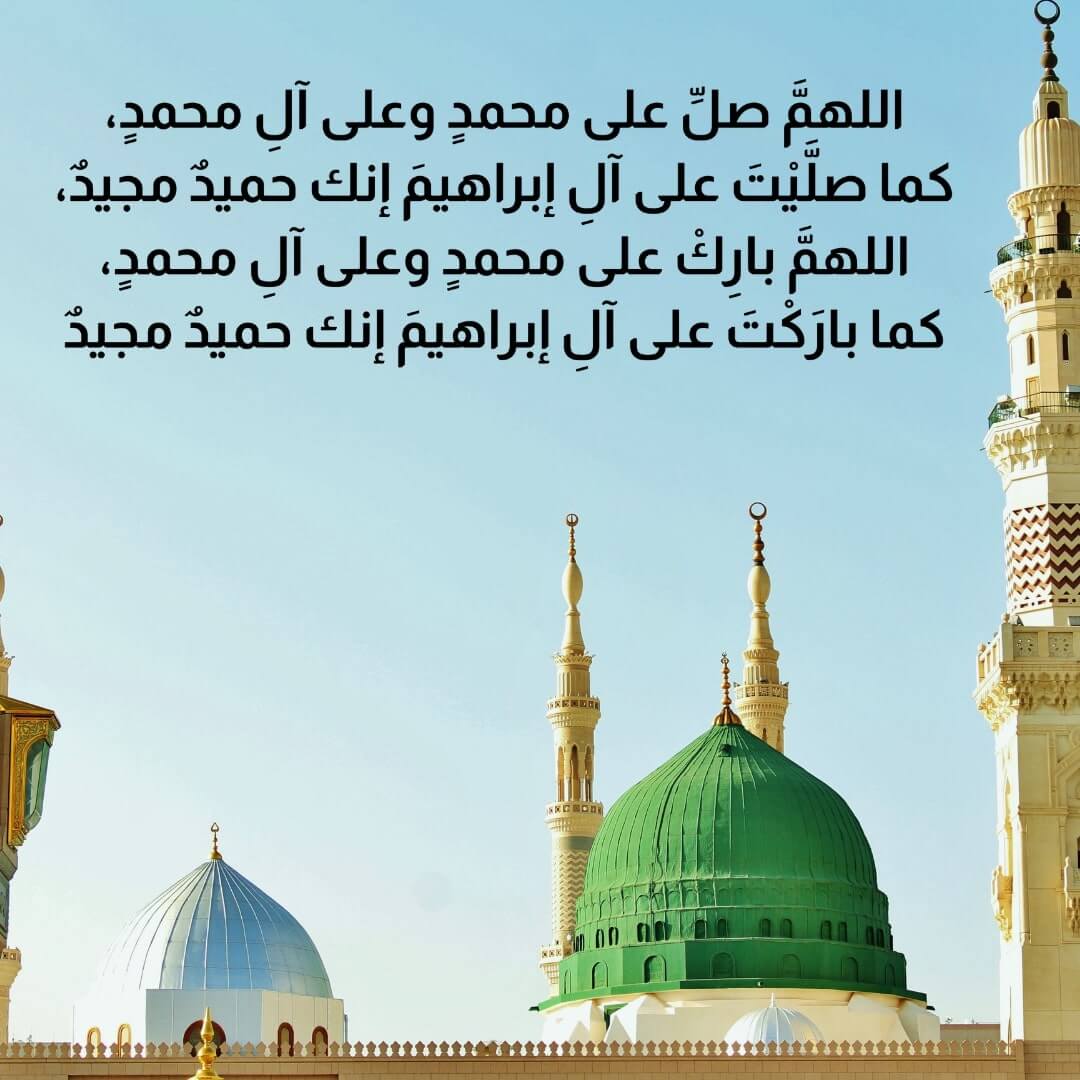 اللهمَّ صلِّ على محمدٍ وعلى آلِ محمدٍ،
كما صلَّيْتَ على آلِ إبراهيمَ إنك حميدٌ مجيدٌ،
اللهمَّ بارِكْ على محمدٍ وعلى آلِ محمدٍ،
كما بارَكْتَ على آلِ إبراهيمَ إنك حميدٌ مجيدٌ